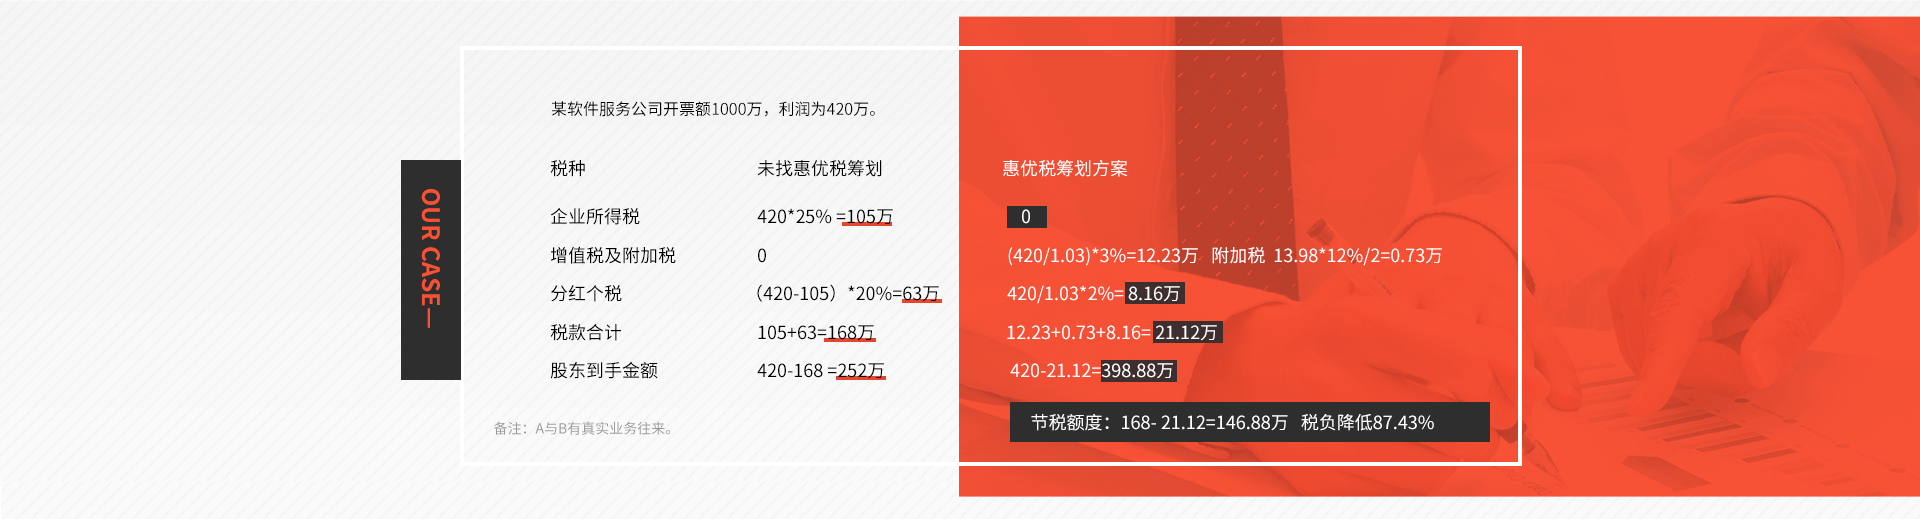 某软件服务公司开票额1000万，利润为420万。
OUR CASE—
税种 未找惠优税筹划 惠优税筹划方案
企业所得税 420*25% =105万 0
增值税及附加税 0 (420/1.03)*3%=12.23万 附加税 13.98*12%/2=0.73万
分红个税 （420-105）*20%=63万 420/1.03*2%= 8.16万
税款合计 105+63=168万 12.23+0.73+8.16= 21.12万
股东到手金额 420-168 =252万 420-21.12=398.88万
节税额度：168- 21.12=146.88万 税负降低87.43%
备注：A与B有真实业务往来。